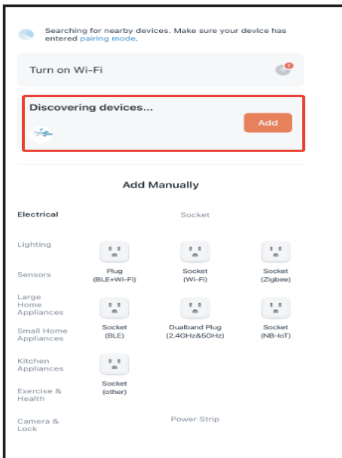 Searching for nearby devices. Make sure your device has
entered pairing mode.
Turn on Wi-Fi
Discovering devices...
Add
Add Manually
Electrical
Socket
Lighting
Sensors
Large
Home
Appliances
Small Home
Appliances
Kitchen
Appliances
Exercise &
Health
Camera &
Lock
Plug
(BLE+Wi-Fi)
Socket
(Wi-Fi)
Socket
(Zigbee)
Socket
(BLE)
Dualband Plug
(2.4GHz&5GHz)
Socket
(NB-IoT)
Socket
(other)
Power Strip